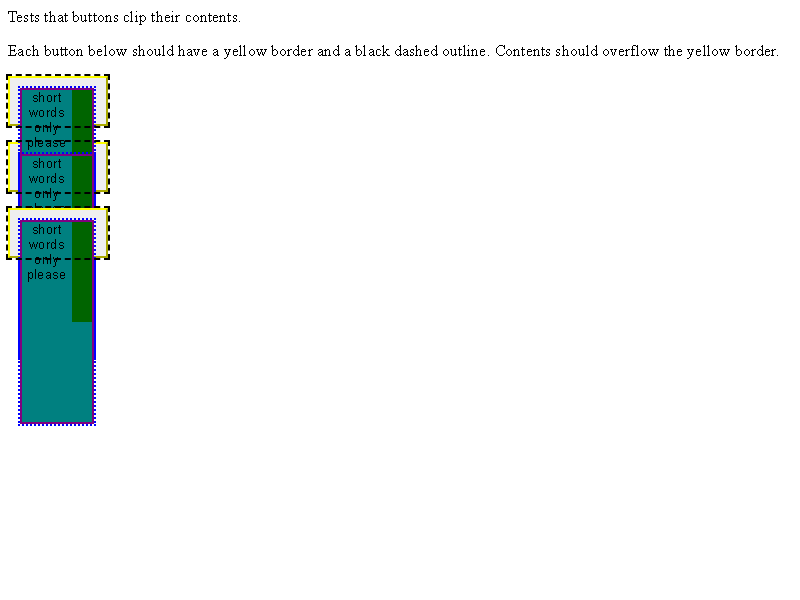 Tests that buttons clip their contents.
Each button below should have a yellow border and a black dashed outline. Contents should overflow the yellow border.
short
words
only
please
short
words
only
short
words
only
please